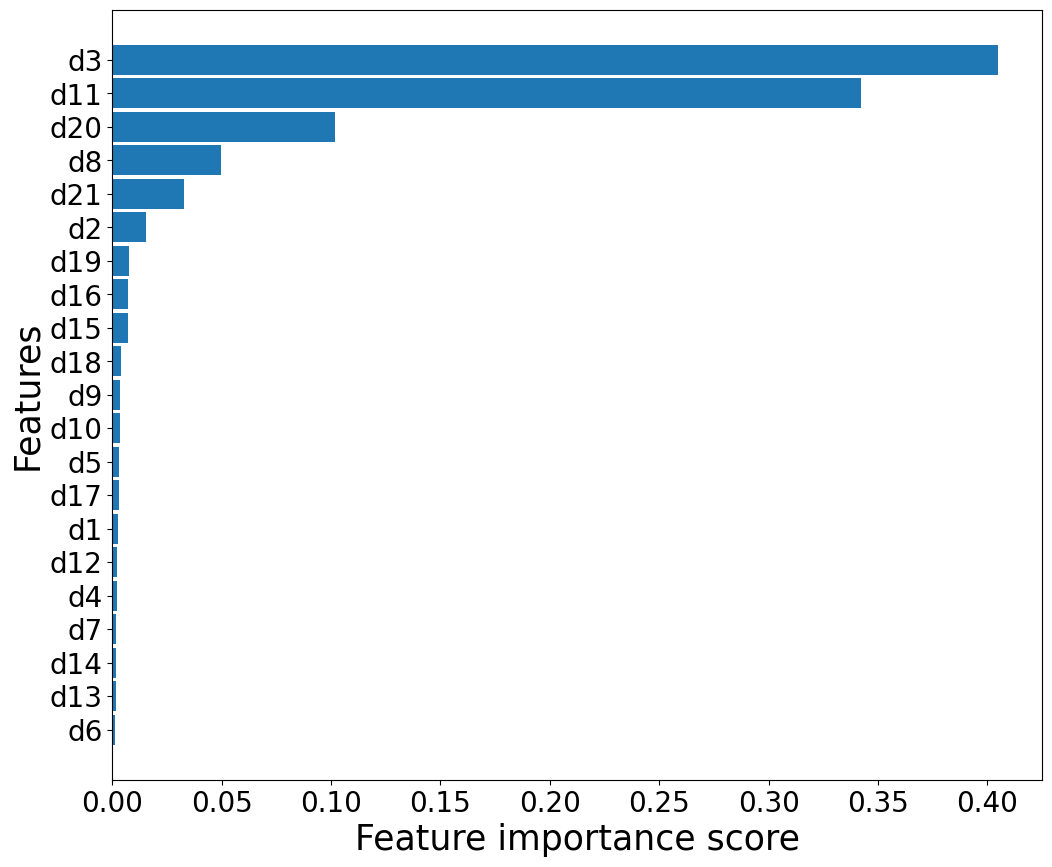 d3
d11
d20
d8
d21
d2
d19
d16
d15
d18
d9
d10
d5
d17
d1
d12
d4
d7
d14
d13
d6
Features
0.00 0.05 0.10 0.15 0.20 0.25 0.30 0.35 0.40
Feature importance score